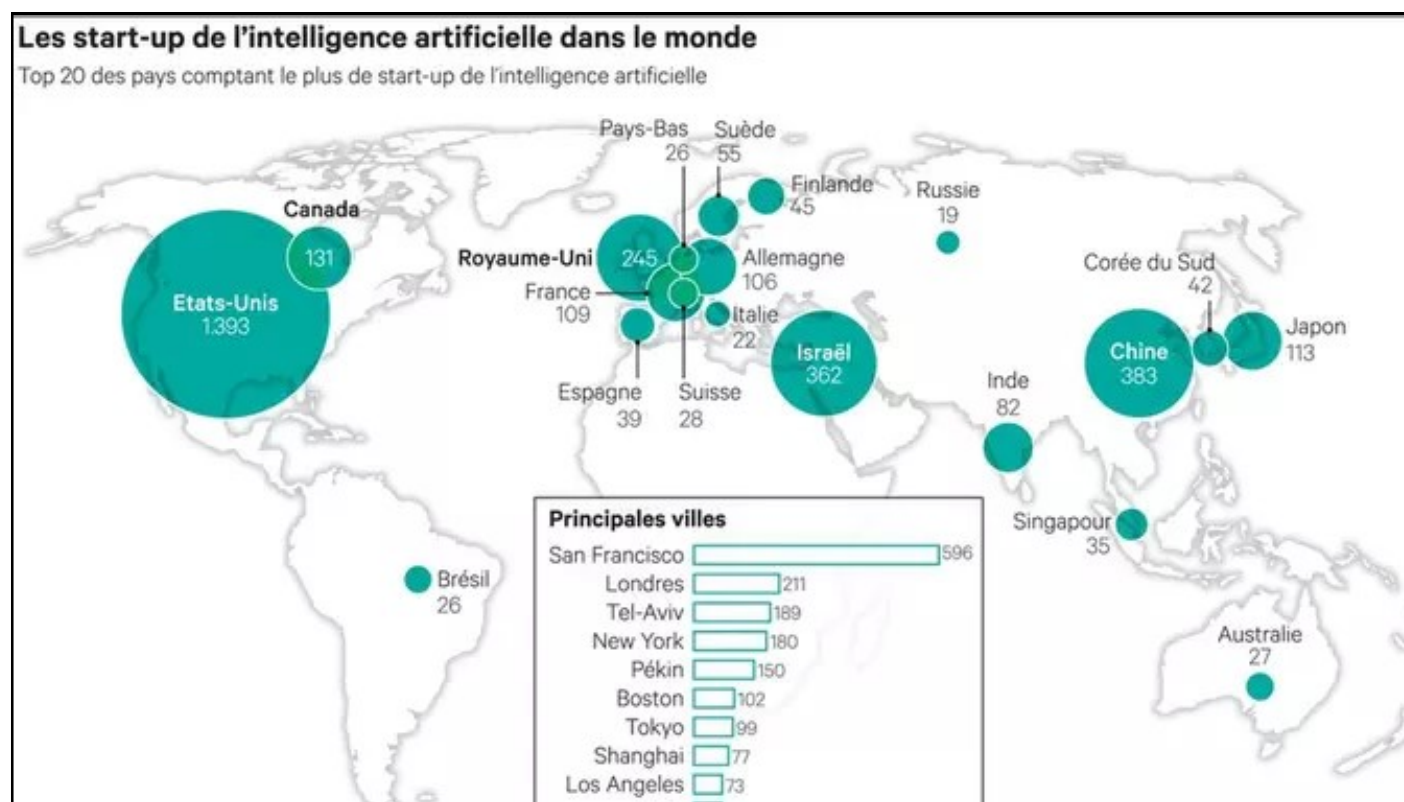 Les start-up de l'intelligence artificielle dans le monde
Top 20 des pays comptant le plus de start-up de l'intelligence artificielle
Pays-Bas
26
Suède
55
Finlande
45
Russie
19
Canada
131
Royaume-Uni
245
Allemagne
106
Corée du Sud
42
Etats-Unis
1.393
France
109
Italie
22
Israël
362
Chine
383
Japon
113
Espagne
39
Suisse
28
Inde
82
Singapour
35
Brésil
26
Australie
27
Principales villes
San Francisco 596
Londres 211
Tel-Aviv 189
New York 180
Pékin 150
Boston 102
Tokyo 99
Shanghai 77
Los Angeles 73